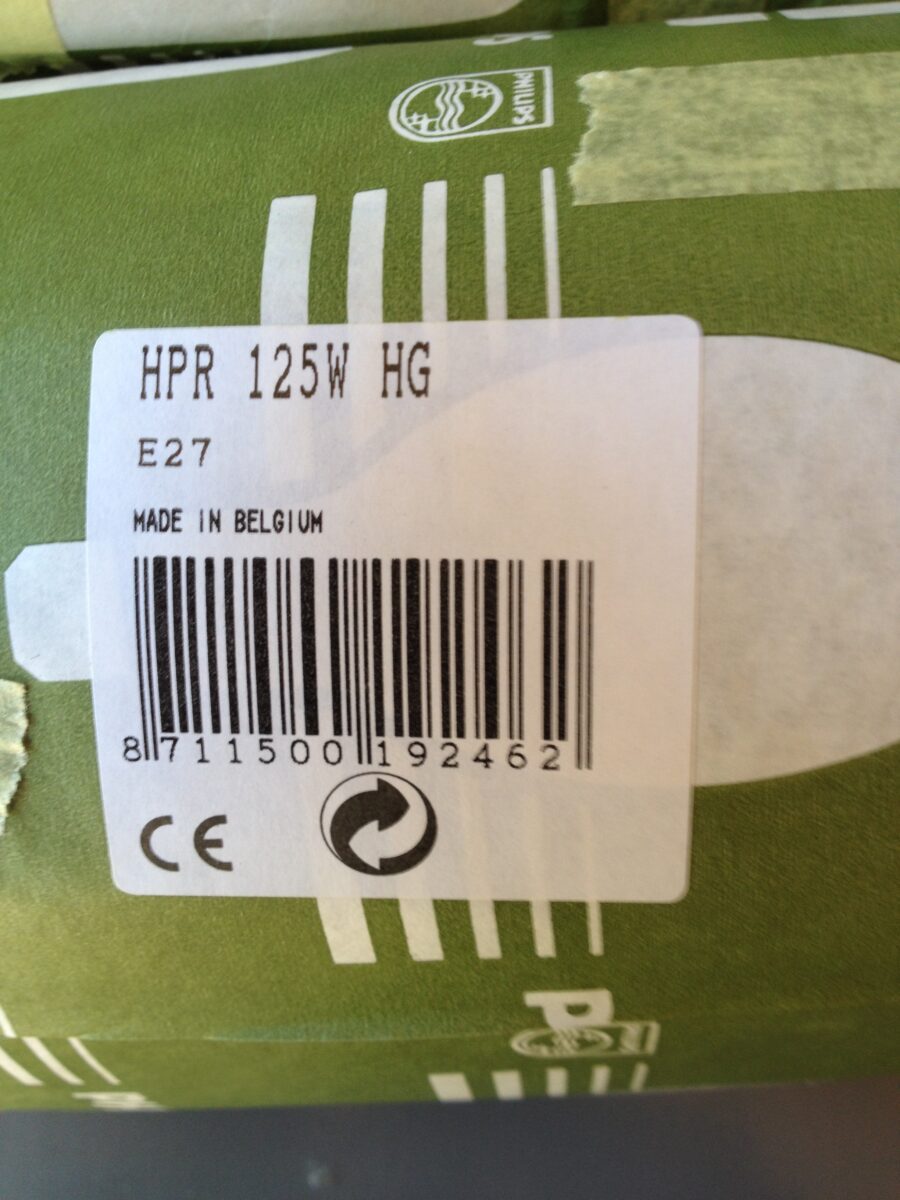 PHILIPS
HPR 125W HG
E27
MADE IN BELGIUM
8 711500 192462
CE